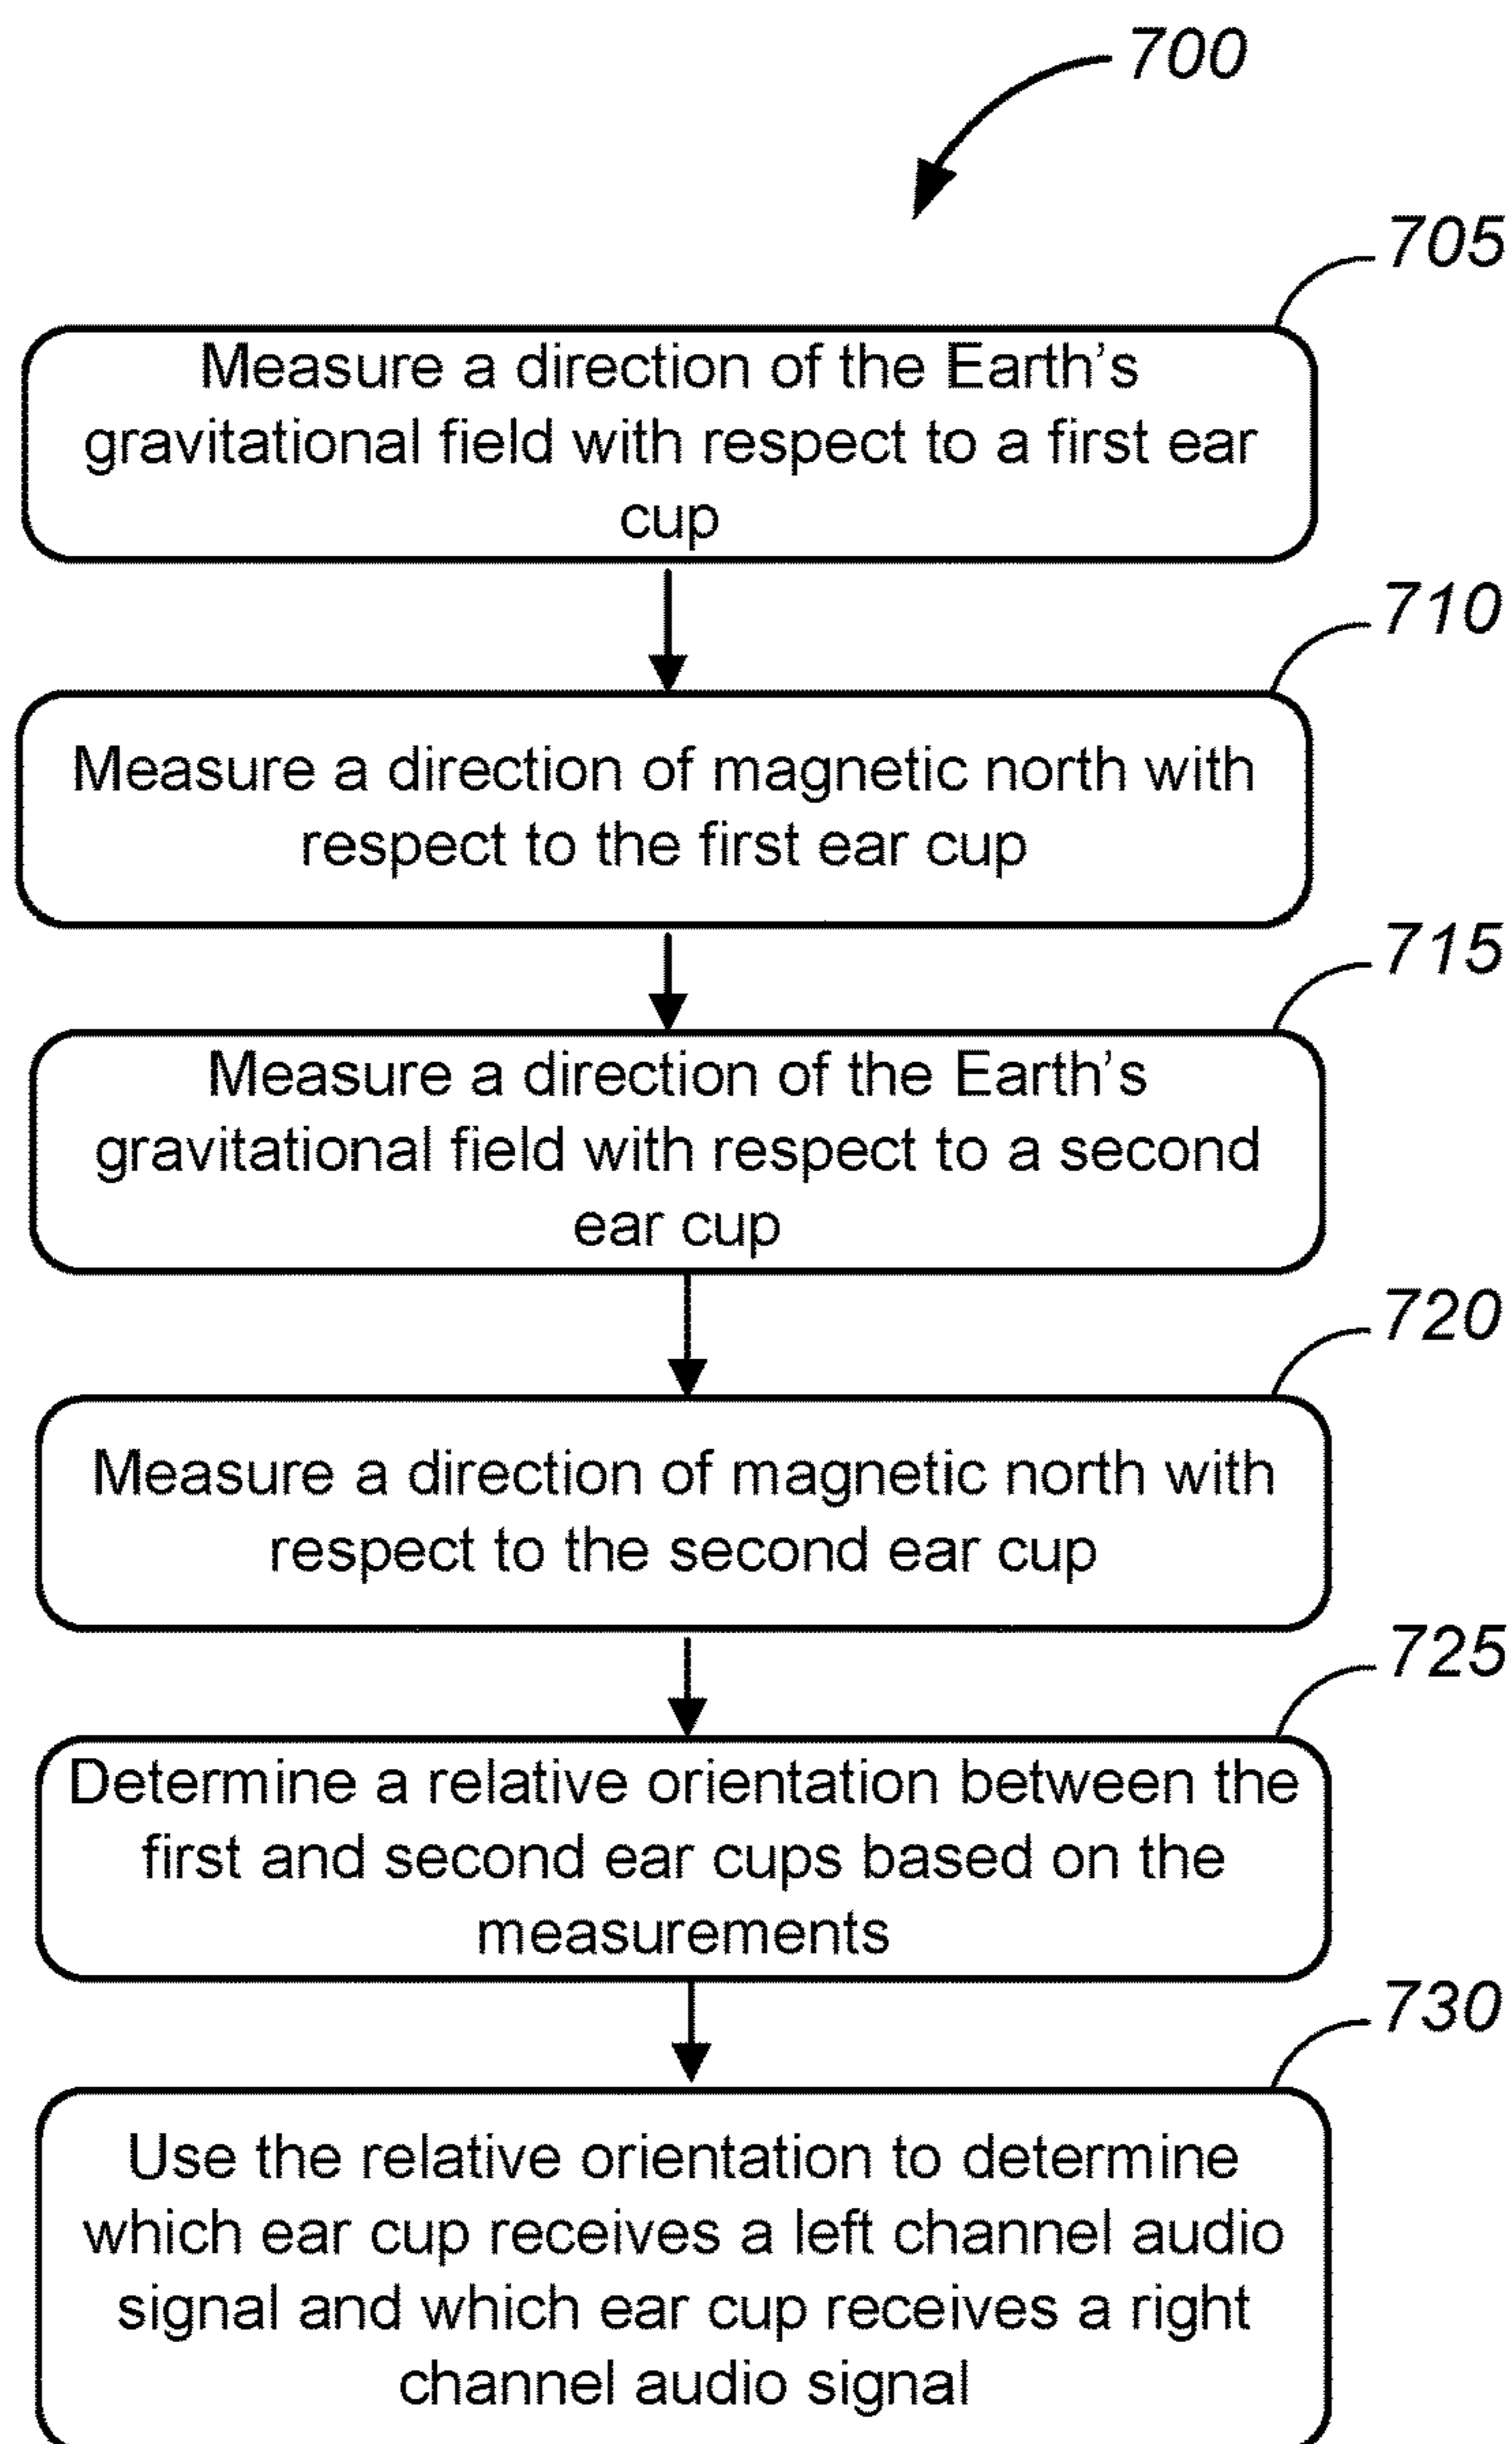 700
705
Measure a direction of the Earth's
gravitational field with respect to a first ear
cup
710
Measure a direction of magnetic north with
respect to the first ear cup
715
Measure a direction of the Earth's
gravitational field with respect to a second
ear cup
720
Measure a direction of magnetic north with
respect to the second ear cup
725
Determine a relative orientation between the
first and second ear cups based on the
measurements
730
Use the relative orientation to determine
which ear cup receives a left channel audio
signal and which ear cup receives a right
channel audio signal